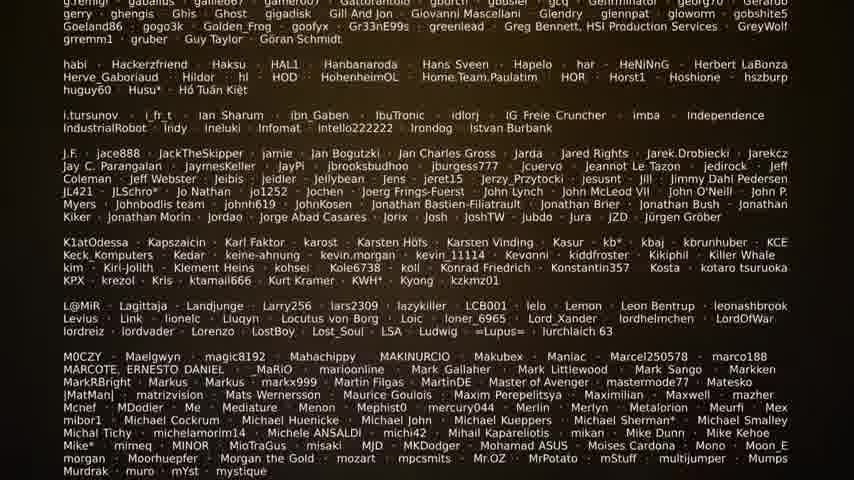 g.remigi · gaballus · galileo67 · gamer007 · Gattorantolo · gborch · gbusier · gcq · Gefirminator · georg70 · Gerardo
gerry · ghengis · Ghis · Ghost · gigadisk · Gill And Jon · Giovanni Mascellani · Glendry · glennpat · gloworm · gobshite5
Goeland86 · gogo3k · Golden_Frog · goofyx · Gr33nE99s · greenlead · Greg Bennett, HSI Production Services · GreyWolf
grremm1 · gruber · Guy Taylor · Göran Schmidt
habi · Hackerzfriend · Haksu · HAL1 · Hanbanaroda · Hans Sveen · Hapelo · har · HeNiNnG · Herbert LaBonza
Herve_Gaboriaud · Hildor · hl · HOD · HohenheimOL · Home.Team.Paulatim · HOR · Horst1 · Hoshione · hszburp
huguy60 · Husu* · Hồ Tuấn Kiệt
i.tursunov · i_fr_t · Ian Sharum · ibn_Gaben · IbuTronic · idlorj · IG Freie Cruncher · imba · Independence
IndustrialRobot · Indy · ineluki · Infomat · intello222222 · Irondog · Istvan Burbank
J.F. · jace888 · JackTheSkipper · jamie · Jan Bogutzki · Jan Charles Gross · Jarda · Jared Rights · Jarek.Drobiecki · Jarekcz
Jay C. Parangalan · JaymesKeller · JayPi · jbrooksbudhoo · jburgess777 · jcuervo · Jeannot Le Tazon · jedirock · Jeff
Coleman · Jeff Webster · Jeibis · jeidler · Jellybean · Jens · jeret15 · Jerzy_Przytocki · jesusnt · Jill · Jimmy Dahl Pedersen
JL421 · JLSchro* · Jo Nathan · jo1252 · Jochen · Joerg Frings-Fuerst · John Lynch · John McLeod VII · John O'Neill · John P.
Myers · Johnbodlis team · johnh619 · JohnKosen · Jonathan Bastien-Filiatrault · Jonathan Brier · Jonathan Bush · Jonathan
Kiker · Jonathan Morin · Jordao · Jorge Abad Casares · Jorix · Josh · JoshTW · Jubdo · Jura · JZD · Jürgen Gröber
K1atOdessa · Kapszaicin · Karl Faktor · karost · Karsten Höfs · Karsten Vinding · Kasur · kb* · kbaj · kbrunhuber · KCE
Keck_Komputers · Kedar · keine-ahnung · kevin.morgan · kevin_11114 · Kevonni · kiddfroster · Kikiphil · Killer Whale
kim · Kiri-Jolith · Klement Heins · kohsei · Kole6738 · koll · Konrad Friedrich · Konstantin357 · Kosta · kotaro tsuruoka
KPX · krezol · Kris · ktamail666 · Kurt Kramer · KWH* · Kyong · kzkmz01
L@MiR · Lagittaja · Landjunge · Larry256 · lars2309 · lazykiller · LCB001 · lelo · Lemon · Leon Bentrup · leonashbrook
Levius · Link · lionelc · Liuqyn · Locutus von Borg · Loic · loner_6965 · Lord_Xander · lordhelmchen · LordOfWar
lordreiz · lordvader · Lorenzo · LostBoy · Lost_Soul · LSA · Ludwig · =Lupus= · lurchlaich 63
M0CZY · Maelgwyn · magic8192 · Mahachippy · MAKINURCIO · Makubex · Maniac · Marcel250578 · marco188
MARCOTE, ERNESTO DANIEL · _MaRiO · marioonline · Mark Gallaher · Mark Littlewood · Mark Sango · Markken
MarkRBright · Markus · Markus · markx999 · Martin Filgas · MartinDE · Master of Avenger · mastermode77 · Matesko
|MatMan| · matrizvision · Mats Wernersson · Maurice Goulois · Maxim Perepelitsya · Maximilian · Maxwell · mazher
Mcnef · MDodier · Me · Mediature · Menon · Mephist0 · mercury044 · Merlin · Merlyn · Metalorion · Meurfi · Mex
mibor1 · Michael Cockrum · Michael Huenicke · Michael John · Michael Kueppers · Michael Sherman* · Michael Smalley
Michal Tichy · michelamorim14 · Michele ANSALDI · michi42 · Mihail Kapareliotis · mikan · Mike Dunn · Mike Kehoe
Mike* · mimeq · MINOR · MioTraGus · misaki · MJD · MKDodger · Mohamad ASUS · Moises Cardona · Mono · Moon_E
morgan · Moorhuepfer · Morgan the Gold · mozart · mpcsmits · Mr.OZ · MrPotato · mStuff · multijumper · Mumps
Murdrak · muro · mYst · mystique